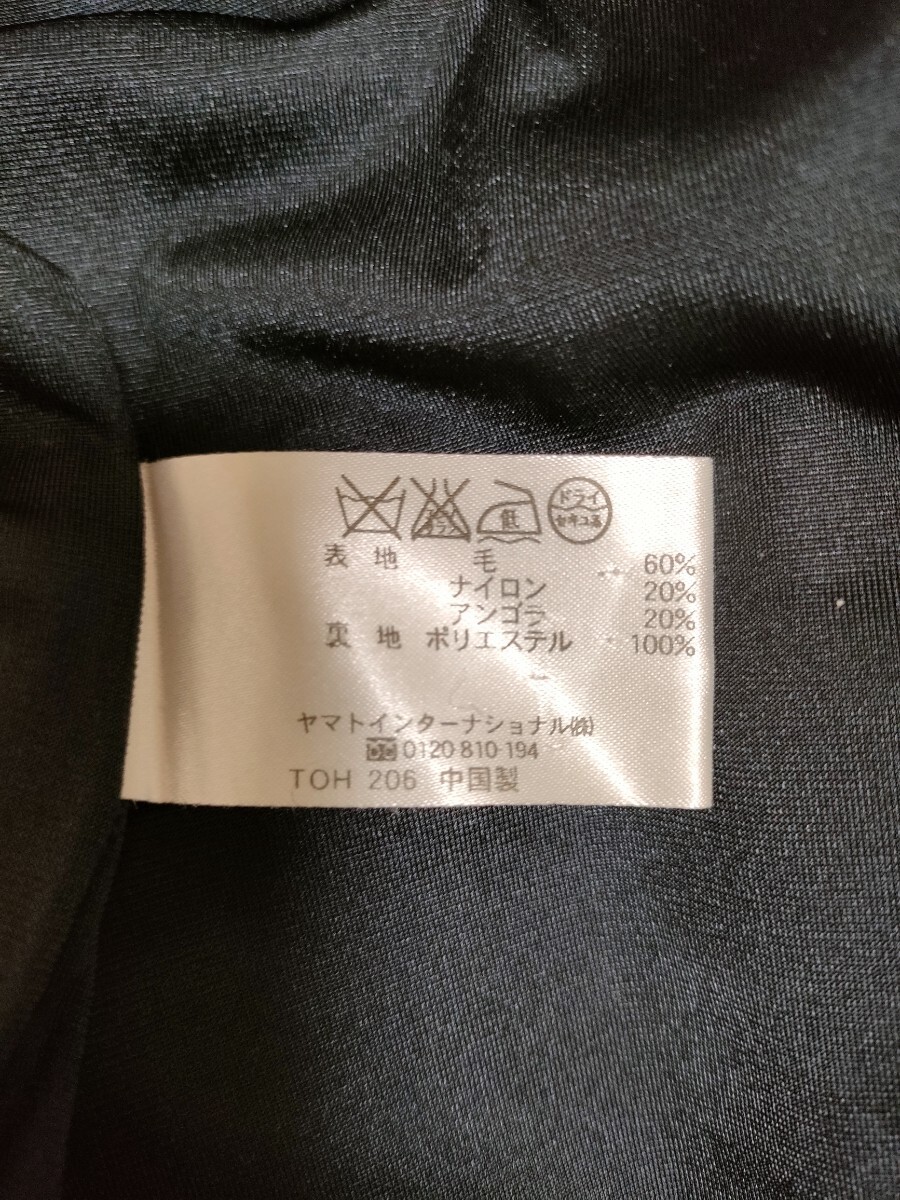 低 ドライ
セキユ系
表 地 毛 60%
ナイロン 20%
アンゴラ 20%
裏 地 ポリエステル 100%
ヤマトインターナショナル(株)
0120-810-194
TOH 206 中国製